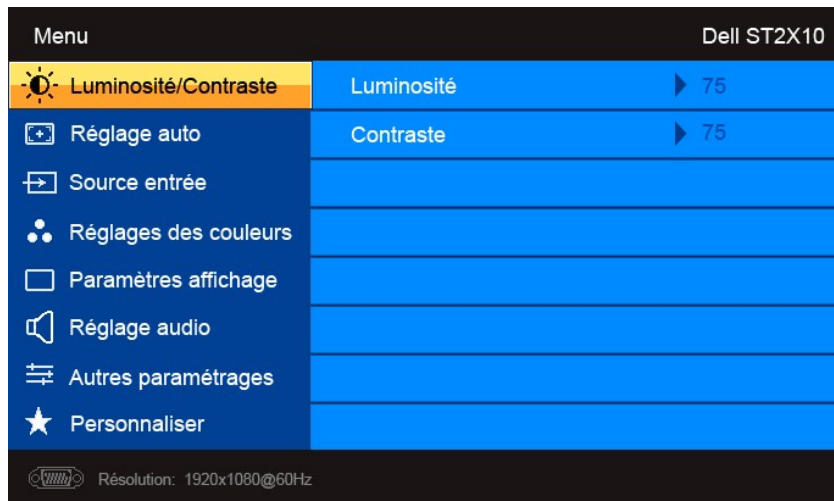 Menu Dell ST2X10
Luminosité/Contraste Luminosité 75
Réglage auto Contraste 75
Source entrée
Réglages des couleurs
Paramètres affichage
Réglage audio
Autres paramétrages
Personnaliser
Résolution: 1920x1080@60Hz